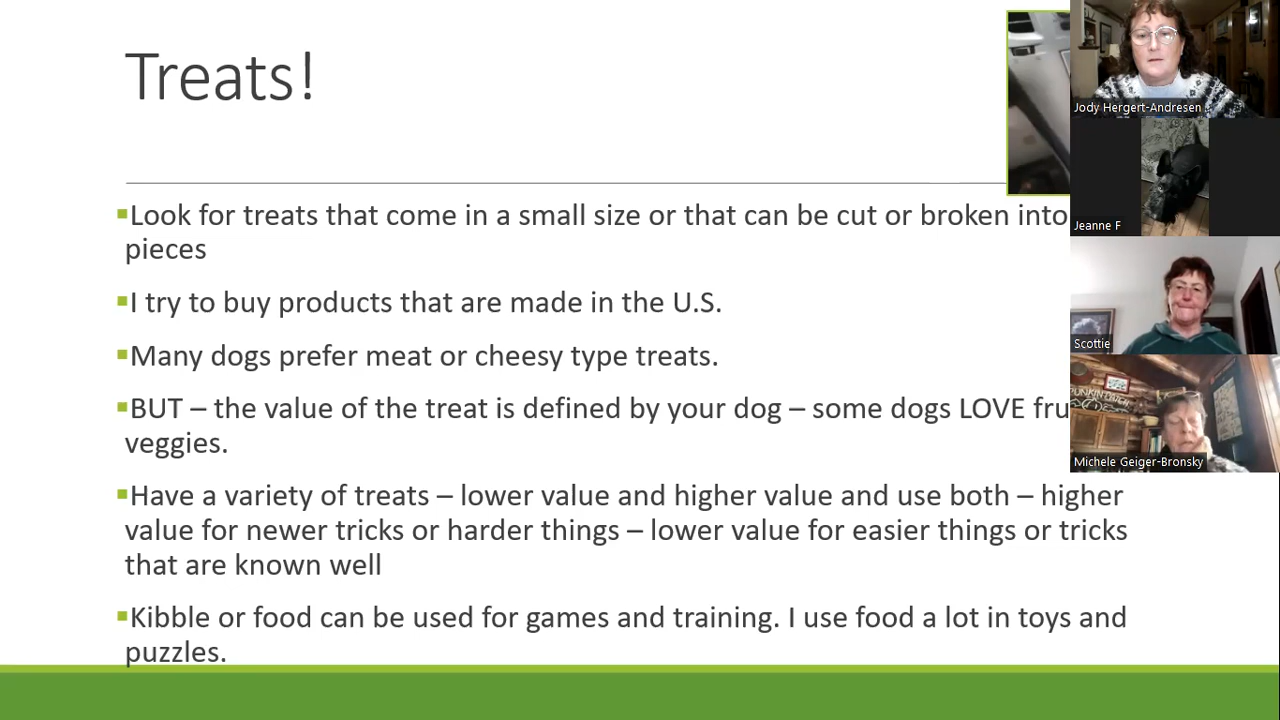 Treats!
▪Look for treats that come in a small size or that can be cut or broken into
pieces
▪I try to buy products that are made in the U.S.
▪Many dogs prefer meat or cheesy type treats.
▪BUT – the value of the treat is defined by your dog – some dogs LOVE
veggies.
▪Have a variety of treats – lower value and higher value and use both – higher
value for newer tricks or harder things – lower value for easier things or tricks
that are known well
▪Kibble or food can be used for games and training. I use food a lot in toys and
puzzles.
Jody Hergert-Andresen
Jeanne F
Scottie
Michele Geiger-Bronsky